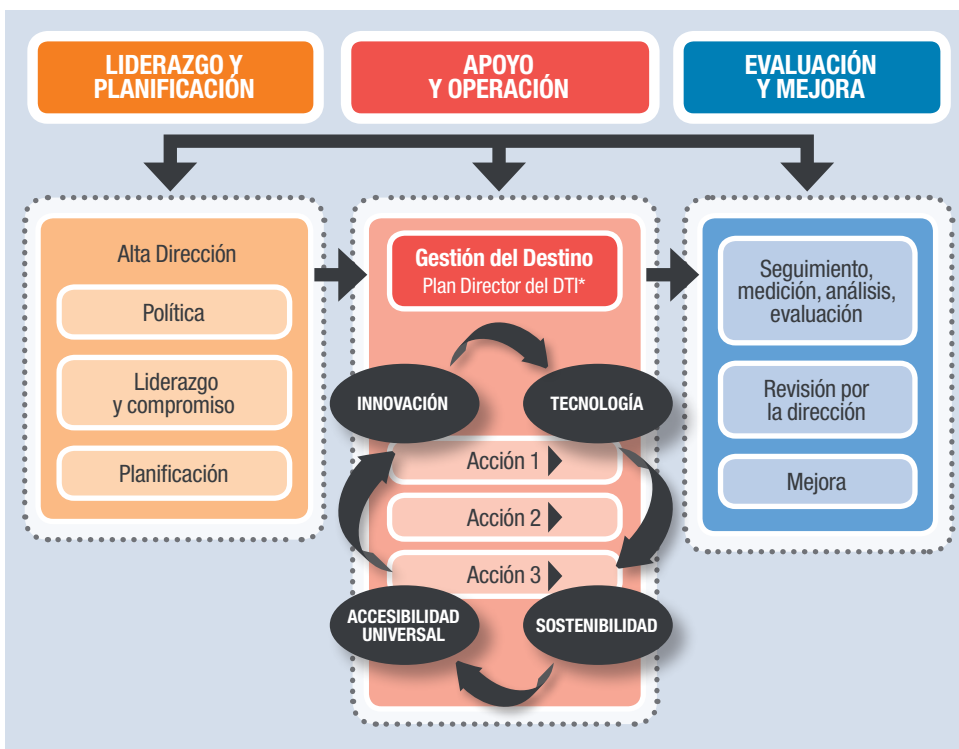 LIDERAZGO Y
PLANIFICACIÓN
APOYO
Y OPERACIÓN
EVALUACIÓN
Y MEJORA
Alta Dirección
Política
Liderazgo
y compromiso
Planificación
Gestión del Destino
Plan Director del DTI*
INNOVACIÓN
TECNOLOGÍA
Acción 1
Acción 2
Acción 3
ACCESIBILIDAD
UNIVERSAL
SOSTENIBILIDAD
Seguimiento,
medición, análisis,
evaluación
Revisión por
la dirección
Mejora